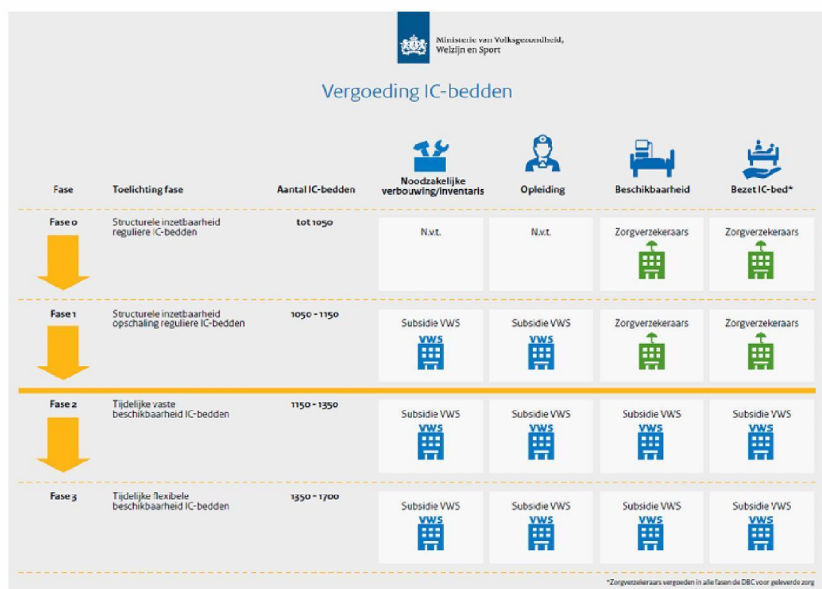 Ministerie van Volksgezondheid,
Welzijn en Sport
Vergoeding IC-bedden
Fase
Toelichting fase
Aantal IC-bedden
Noodzakelijke
verbouwing/inventaris
Opleiding
Beschikbaarheid
Bezet IC-bed*
Fase 0
Structurele inzetbaarheid
reguliere IC-bedden
tot 1050
N.v.t.
N.v.t.
Zorgverzekeraars
Zorgverzekeraars
Fase 1
Structurele inzetbaarheid
opschaling reguliere IC-bedden
1050 - 1150
Subsidie VWS
VWS
Subsidie VWS
VWS
Zorgverzekeraars
Zorgverzekeraars
Fase 2
Tijdelijke vaste
beschikbaarheid IC-bedden
1150 - 1350
Subsidie VWS
VWS
Subsidie VWS
VWS
Subsidie VWS
VWS
Subsidie VWS
VWS
Fase 3
Tijdelijke flexibele
beschikbaarheid IC-bedden
1350 - 1700
Subsidie VWS
VWS
Subsidie VWS
VWS
Subsidie VWS
VWS
Subsidie VWS
VWS
*Zorgverzekeraars vergoeden in alle fasen de DBC voor geleverde zorg